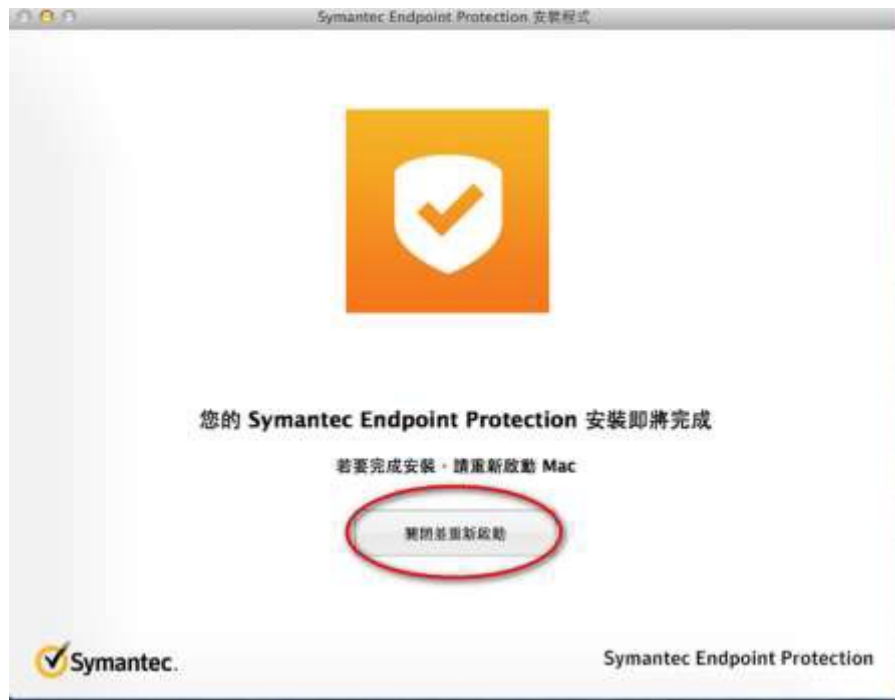 Symantec Endpoint Protection 安裝程式
您的 Symantec Endpoint Protection 安裝即將完成
若要完成安裝，請重新啟動 Mac
關閉並重新啟動
Symantec.
Symantec Endpoint Protection